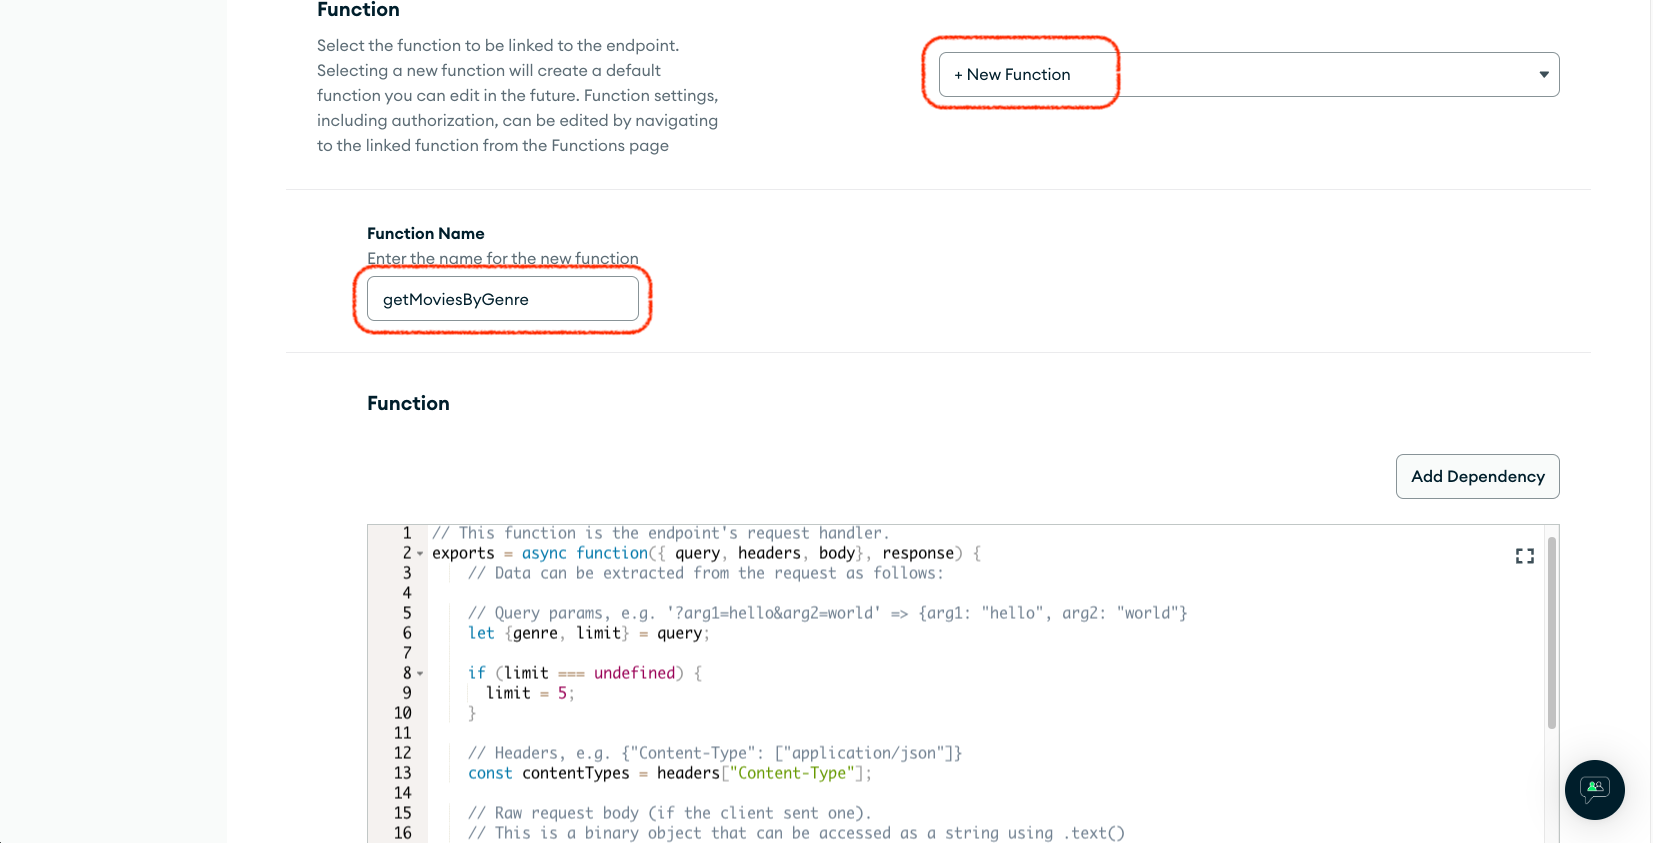 Function
Select the function to be linked to the endpoint.
Selecting a new function will create a default
function you can edit in the future. Function settings,
including authorization, can be edited by navigating
to the linked function from the Functions page
+ New Function
Function Name
Enter the name for the new function
getMoviesByGenre
Function
Add Dependency
1 // This function is the endpoint's request handler.
2 exports = async function({ query, headers, body}, response) {
3     // Data can be extracted from the request as follows:
4
5     // Query params, e.g. '?arg1=hello&arg2=world' => {arg1: "hello", arg2: "world"}
6     let {genre, limit} = query;
7
8     if (limit === undefined) {
9       limit = 5;
10     }
11
12     // Headers, e.g. {"Content-Type": ["application/json"]}
13     const contentTypes = headers["Content-Type"];
14
15     // Raw request body (if the client sent one).
16     // This is a binary object that can be accessed as a string using .text()